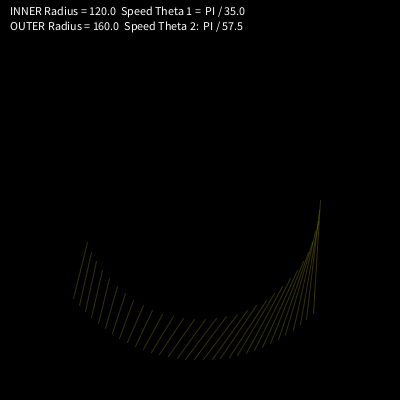 INNER Radius = 120.0  Speed Theta 1 =  PI / 35.0
OUTER Radius = 160.0  Speed Theta 2:  PI / 57.5